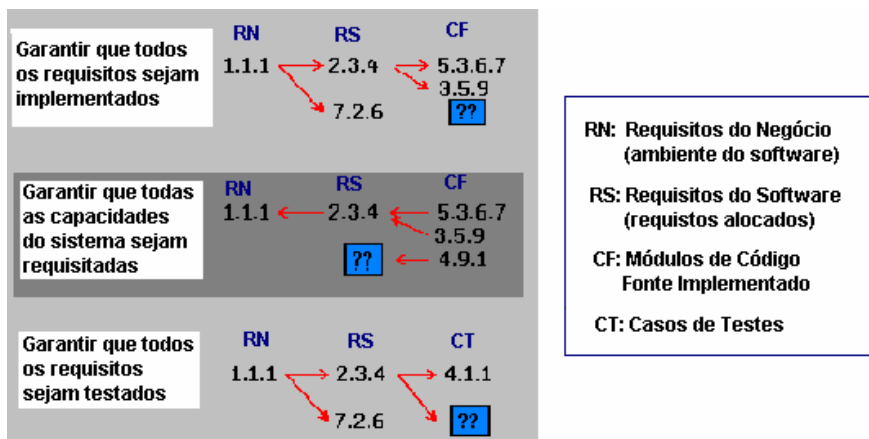 RN RS CF
Garantir que todos
os requisitos sejam
implementados
1.1.1 2.3.4 5.3.6.7
3.5.9
7.2.6 ??
Garantir que todas
as capacidades
do sistema sejam
requisitadas
RN RS CF
1.1.1 2.3.4 5.3.6.7
3.5.9
?? 4.9.1
Garantir que todos
os requisitos
sejam testados
RN RS CT
1.1.1 2.3.4 4.1.1
7.2.6 ??
RN: Requisitos do Negócio
(ambiente do software)
RS: Requisitos do Software
(requistos alocados)
CF: Módulos de Código
Fonte Implementado
CT: Casos de Testes